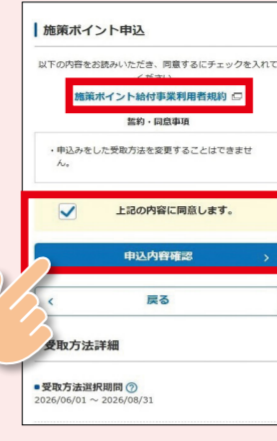 施策ポイント申込
以下の内容をお読みいただき、同意するにチェックを入れて
ください
施策ポイント給付事業利用者規約
誓約・同意事項
・申込みをした受取方法を変更することはできませ
ん。
上記の内容に同意します。
申込内容確認 >
< 戻る
受取方法詳細
■受取方法選択期間 ?
2026/06/01 ～ 2026/08/31